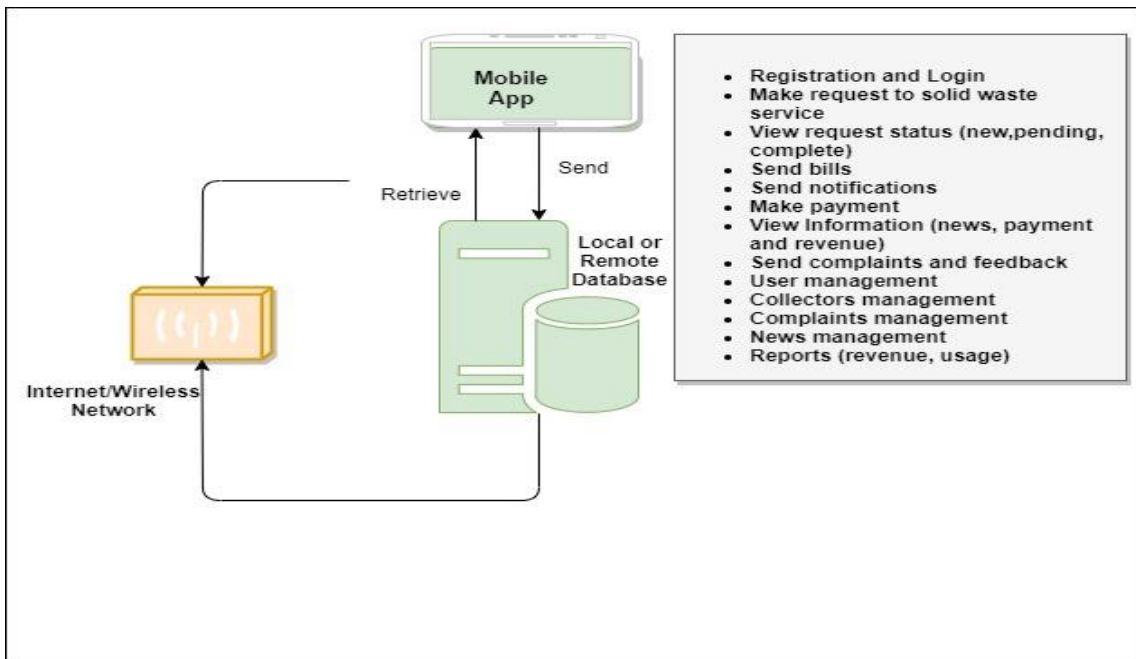 Mobile
App
Retrieve
Send
Local or
Remote
Database
Internet/Wireless
Network
• Registration and Login
• Make request to solid waste
service
• View request status (new,pending,
complete)
• Send bills
• Send notifications
• Make payment
• View Information (news, payment
and revenue)
• Send complaints and feedback
• User management
• Collectors management
• Complaints management
• News management
• Reports (revenue, usage)